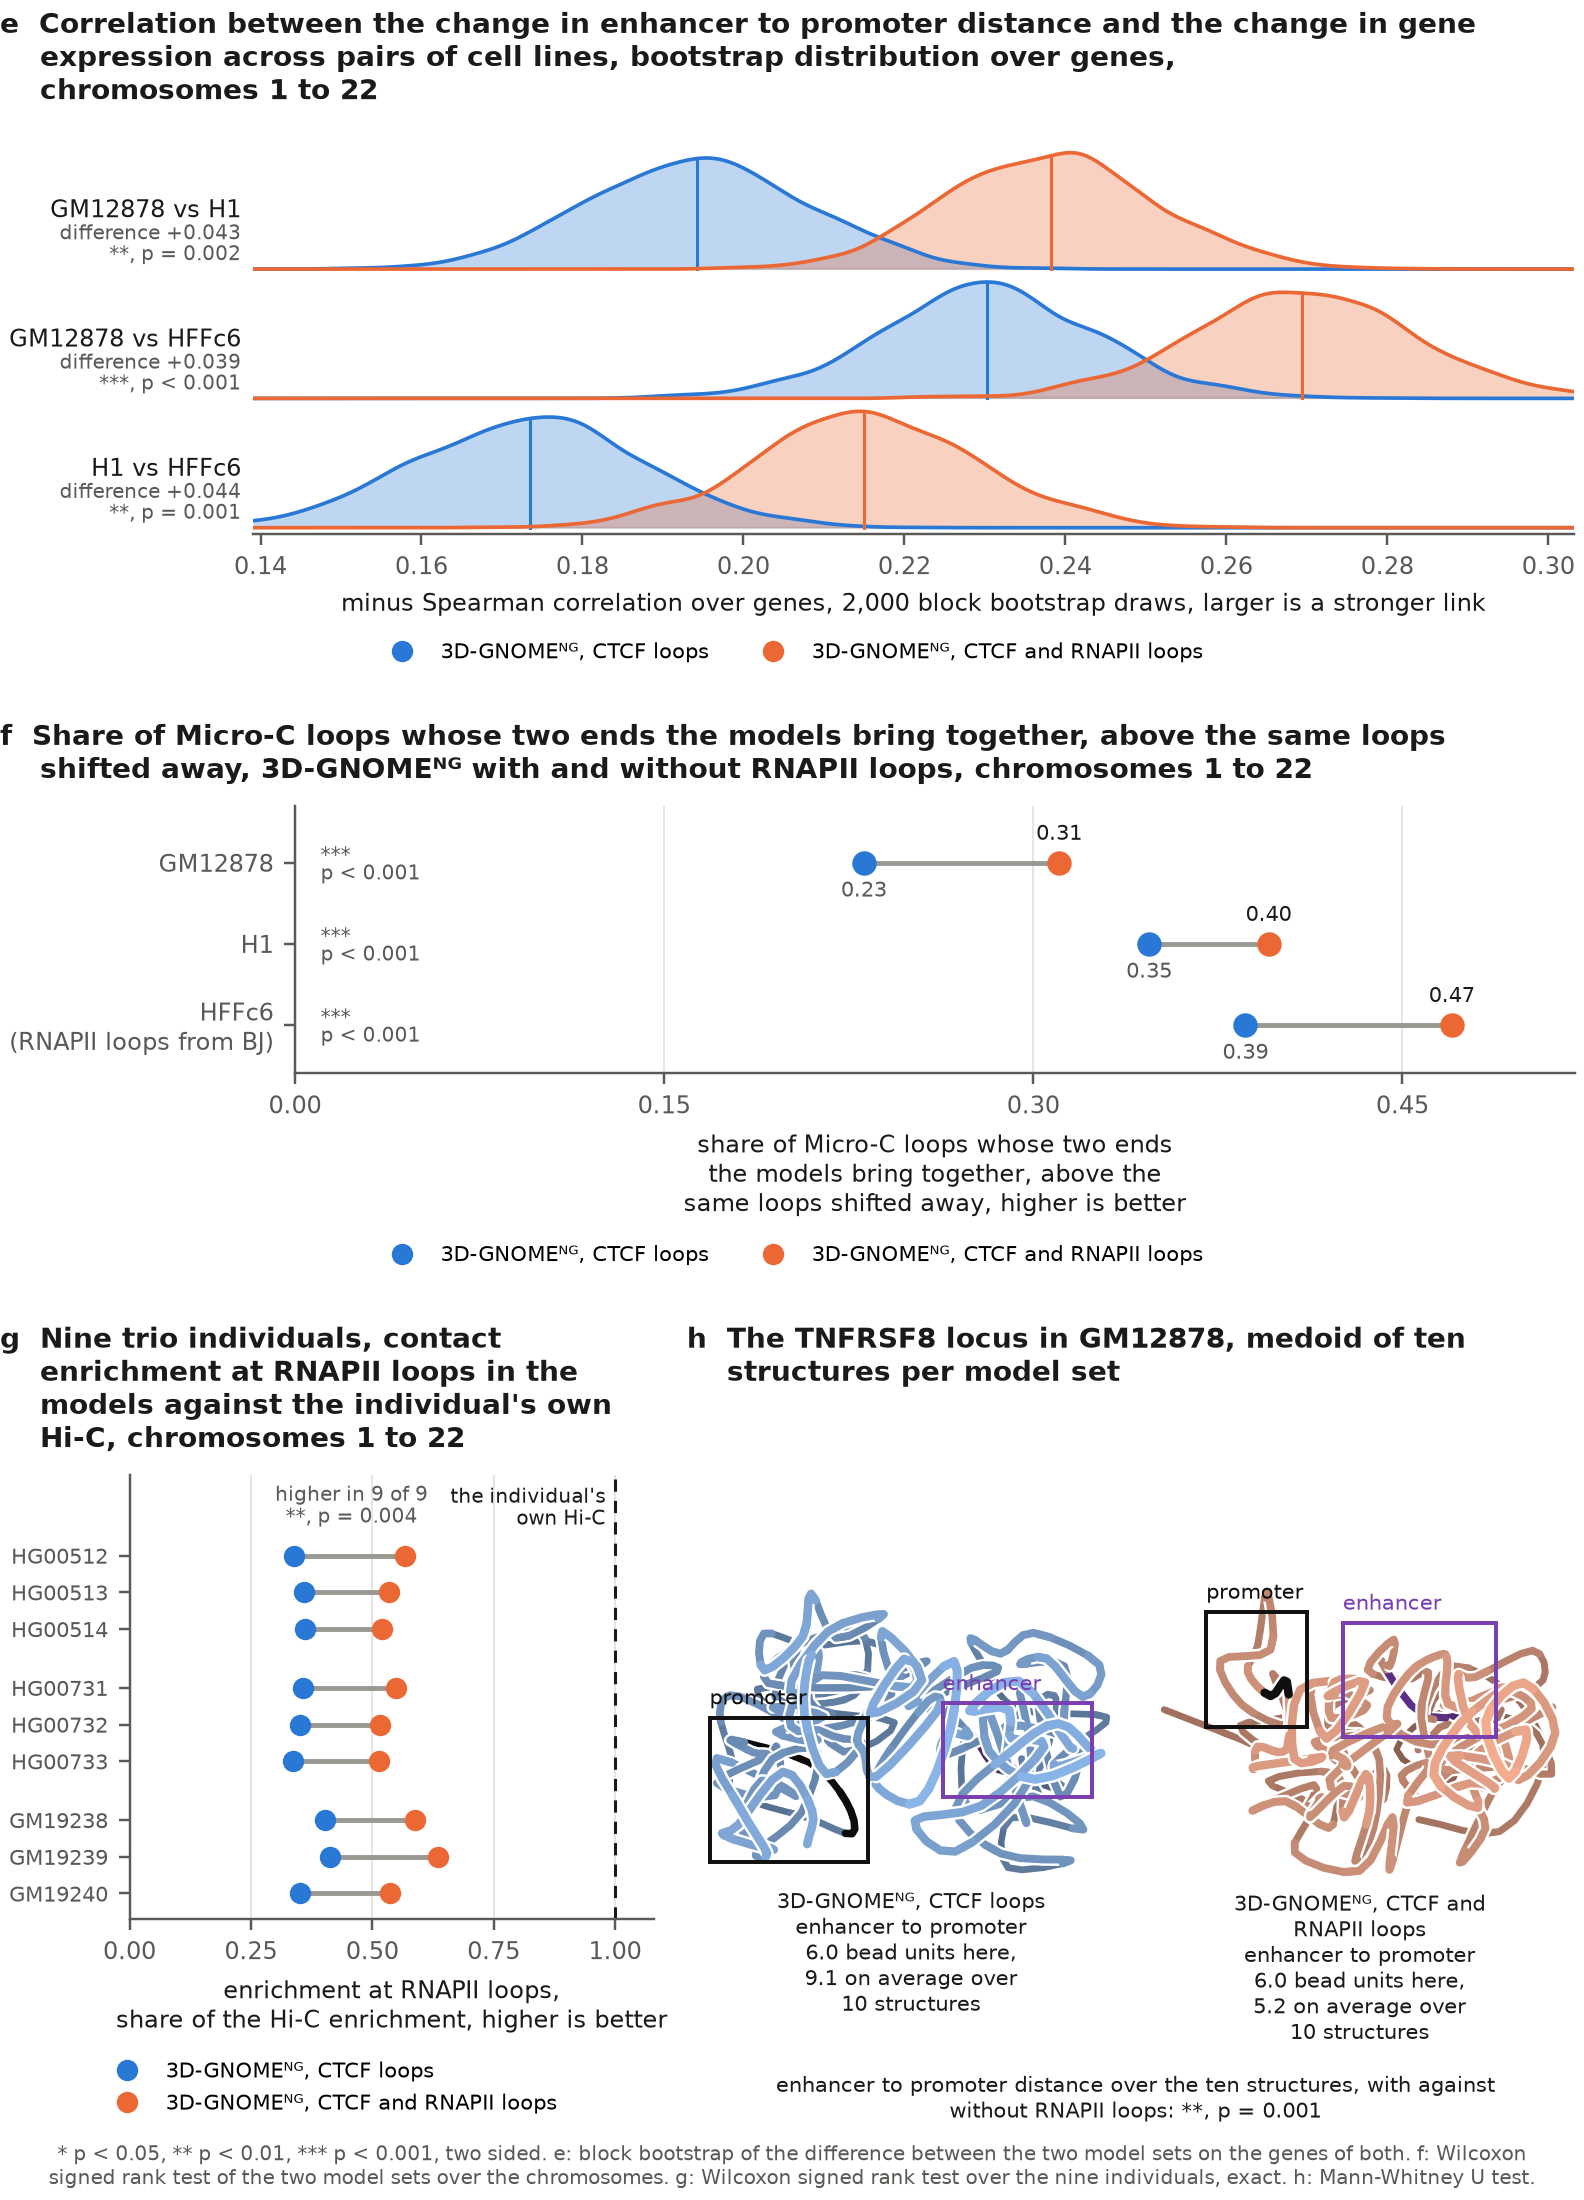 e Correlation between the change in enhancer to promoter distance and the change in gene
expression across pairs of cell lines, bootstrap distribution over genes,
chromosomes 1 to 22
GM12878 vs H1
difference +0.043
**, p = 0.002
GM12878 vs HFFc6
difference +0.039
***, p < 0.001
H1 vs HFFc6
difference +0.044
**, p = 0.001
0.14 0.16 0.18 0.20 0.22 0.24 0.26 0.28 0.30
minus Spearman correlation over genes, 2,000 block bootstrap draws, larger is a stronger link
3D-GNOMEᴺᴳ, CTCF loops 3D-GNOMEᴺᴳ, CTCF and RNAPII loops
f Share of Micro-C loops whose two ends the models bring together, above the same loops
shifted away, 3D-GNOMEᴺᴳ with and without RNAPII loops, chromosomes 1 to 22
GM12878
***
p < 0.001
0.31
0.23
H1
***
p < 0.001
0.40
0.35
HFFc6
(RNAPII loops from BJ)
***
p < 0.001
0.47
0.39
0.00 0.15 0.30 0.45
share of Micro-C loops whose two ends
the models bring together, above the
same loops shifted away, higher is better
3D-GNOMEᴺᴳ, CTCF loops 3D-GNOMEᴺᴳ, CTCF and RNAPII loops
g Nine trio individuals, contact
enrichment at RNAPII loops in the
models against the individual's own
Hi-C, chromosomes 1 to 22
higher in 9 of 9
**, p = 0.004
the individual's
own Hi-C
HG00512
HG00513
HG00514
HG00731
HG00732
HG00733
GM19238
GM19239
GM19240
0.00 0.25 0.50 0.75 1.00
enrichment at RNAPII loops,
share of the Hi-C enrichment, higher is better
3D-GNOMEᴺᴳ, CTCF loops
3D-GNOMEᴺᴳ, CTCF and RNAPII loops
h The TNFRSF8 locus in GM12878, medoid of ten
structures per model set
promoter
enhancer
promoter
enhancer
3D-GNOMEᴺᴳ, CTCF loops
enhancer to promoter
6.0 bead units here,
9.1 on average over
10 structures
3D-GNOMEᴺᴳ, CTCF and
RNAPII loops
enhancer to promoter
6.0 bead units here,
5.2 on average over
10 structures
enhancer to promoter distance over the ten structures, with against
without RNAPII loops: **, p = 0.001
* p < 0.05, ** p < 0.01, *** p < 0.001, two sided. e: block bootstrap of the difference between the two model sets on the genes of both. f: Wilcoxon
signed rank test of the two model sets over the chromosomes. g: Wilcoxon signed rank test over the nine individuals, exact. h: Mann-Whitney U test.